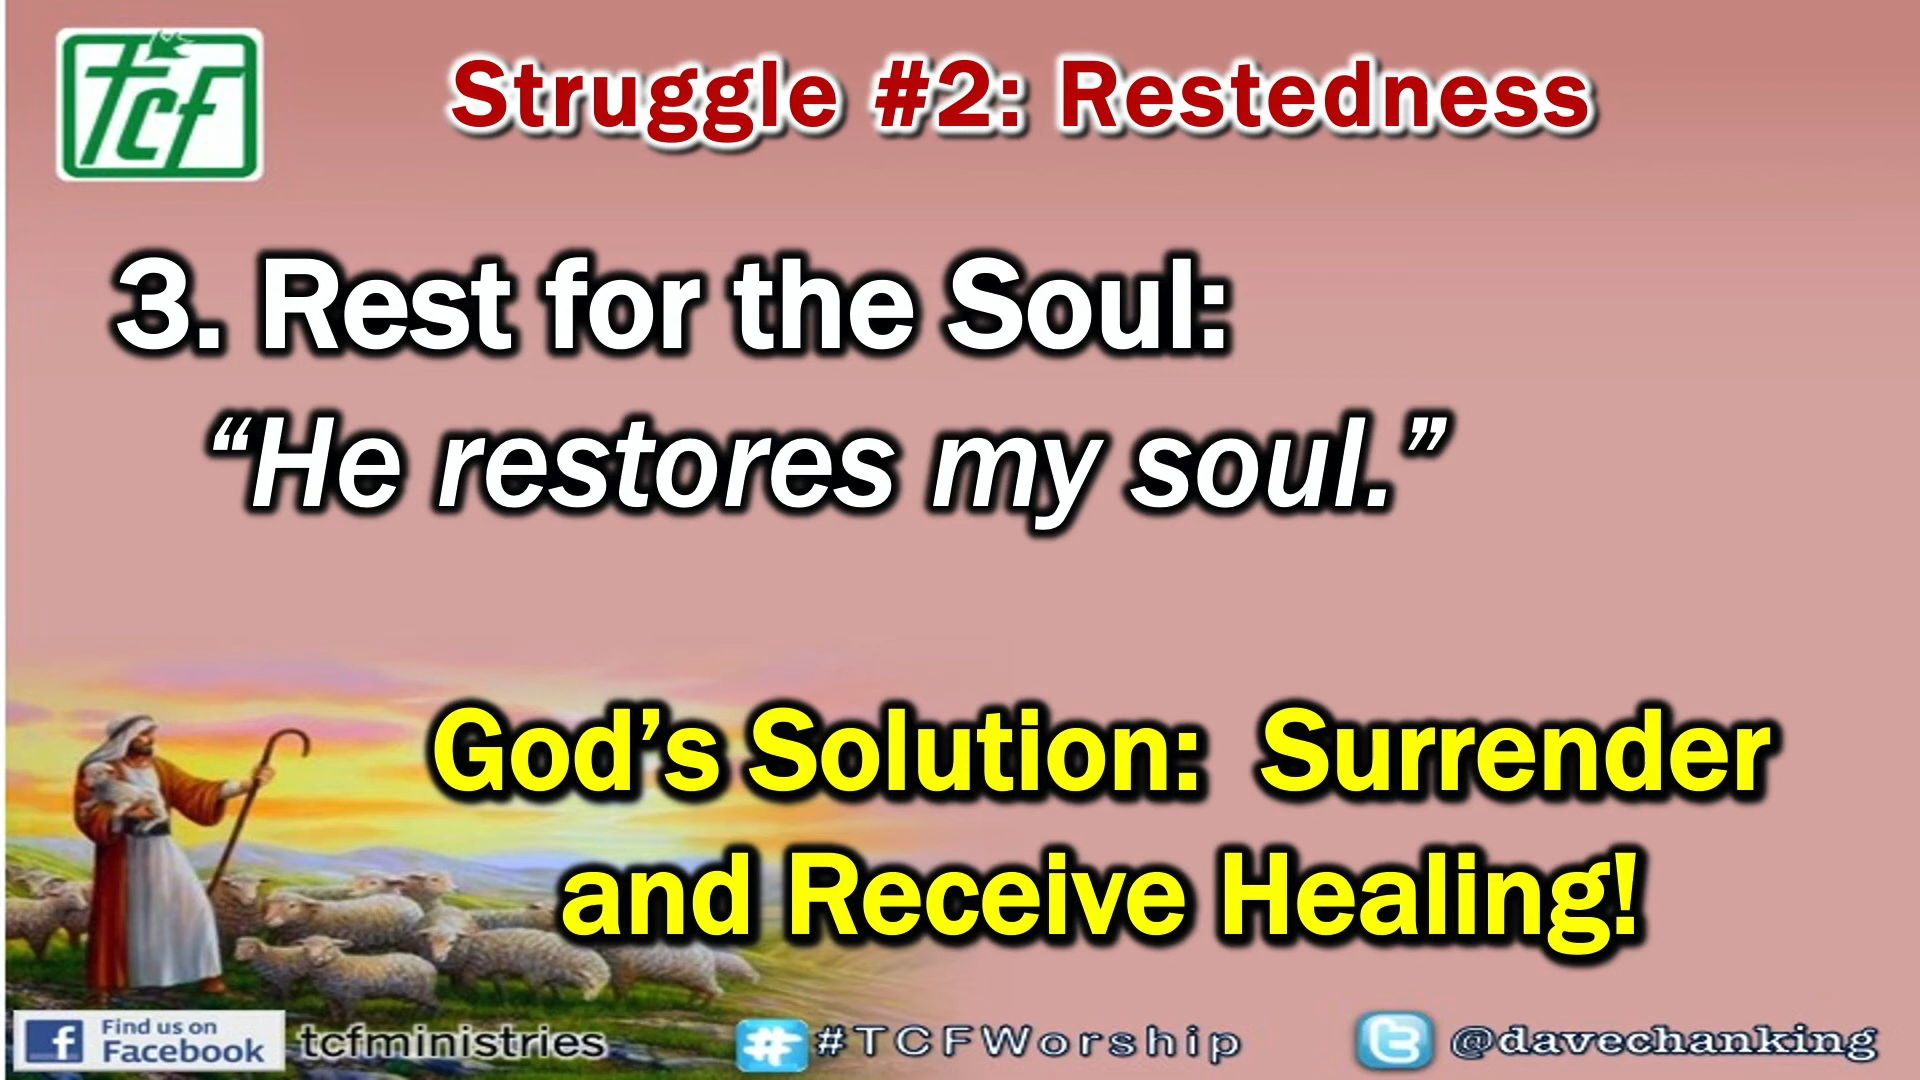 tcf
Struggle #2: Restedness
3. Rest for the Soul:
“He restores my soul.”
God’s Solution: Surrender
and Receive Healing!
f Find us on
Facebook
tcfministries
# #TCFWorship
t @davechanking